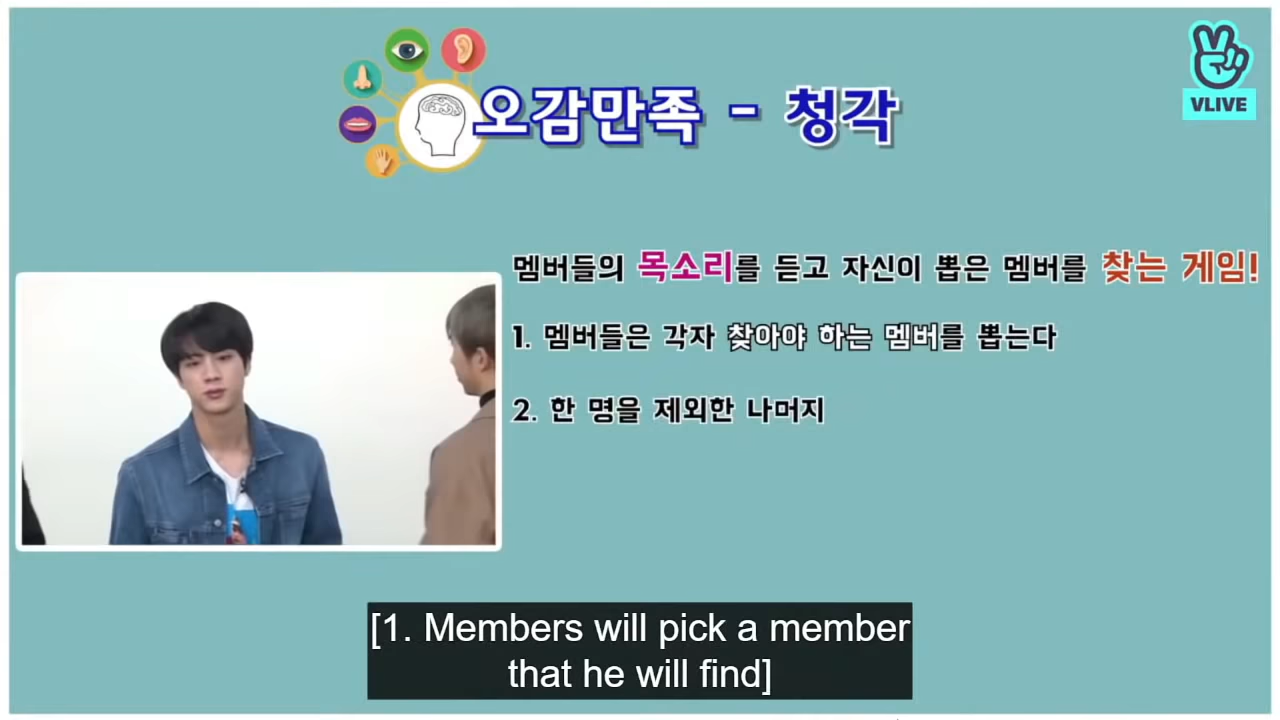 오감만족 - 청각
VLIVE
멤버들의 목소리를 듣고 자신이 뽑은 멤버를 찾는 게임!
1. 멤버들은 각자 찾아야 하는 멤버를 뽑는다
2. 한 명을 제외한 나머지
[1. Members will pick a member
that he will find]